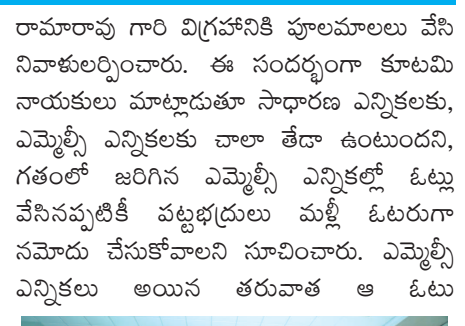 రామారావు గారి విగ్రహానికి పూలమాలలు వేసి
నివాళులర్పించారు. ఈ సందర్భంగా కూటమి
నాయకులు మాట్లాడుతూ సాధారణ ఎన్నికలకు,
ఎమ్మెల్సీ ఎన్నికలకు చాలా తేడా ఉంటుందని,
గతంలో జరిగిన ఎమ్మెల్సీ ఎన్నికల్లో ఓట్లు
వేసినప్పటికీ పట్టభద్రులు మళ్లీ ఓటరుగా
నమోదు చేసుకోవాలని సూచించారు. ఎమ్మెల్సీ
ఎన్నికలు అయిన తరువాత ఆ ఓటు